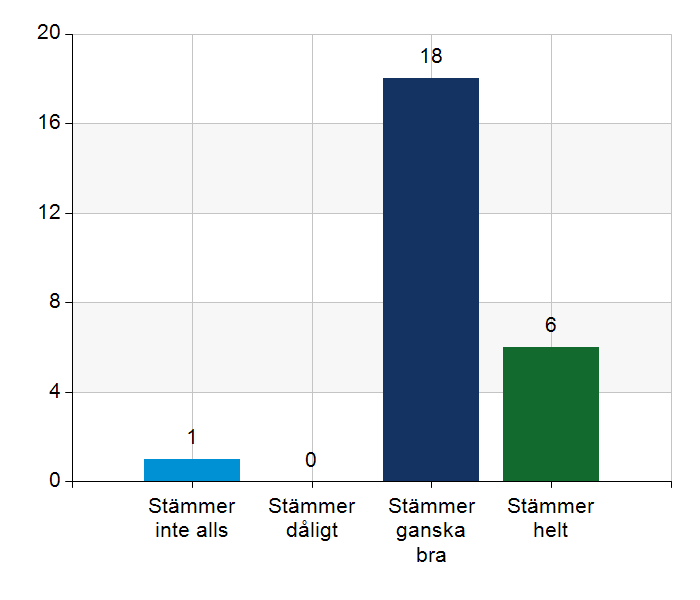 20
18
16
12
8
6
4
1
0
0
Stämmer
inte alls
Stämmer
dåligt
Stämmer
ganska
bra
Stämmer
helt